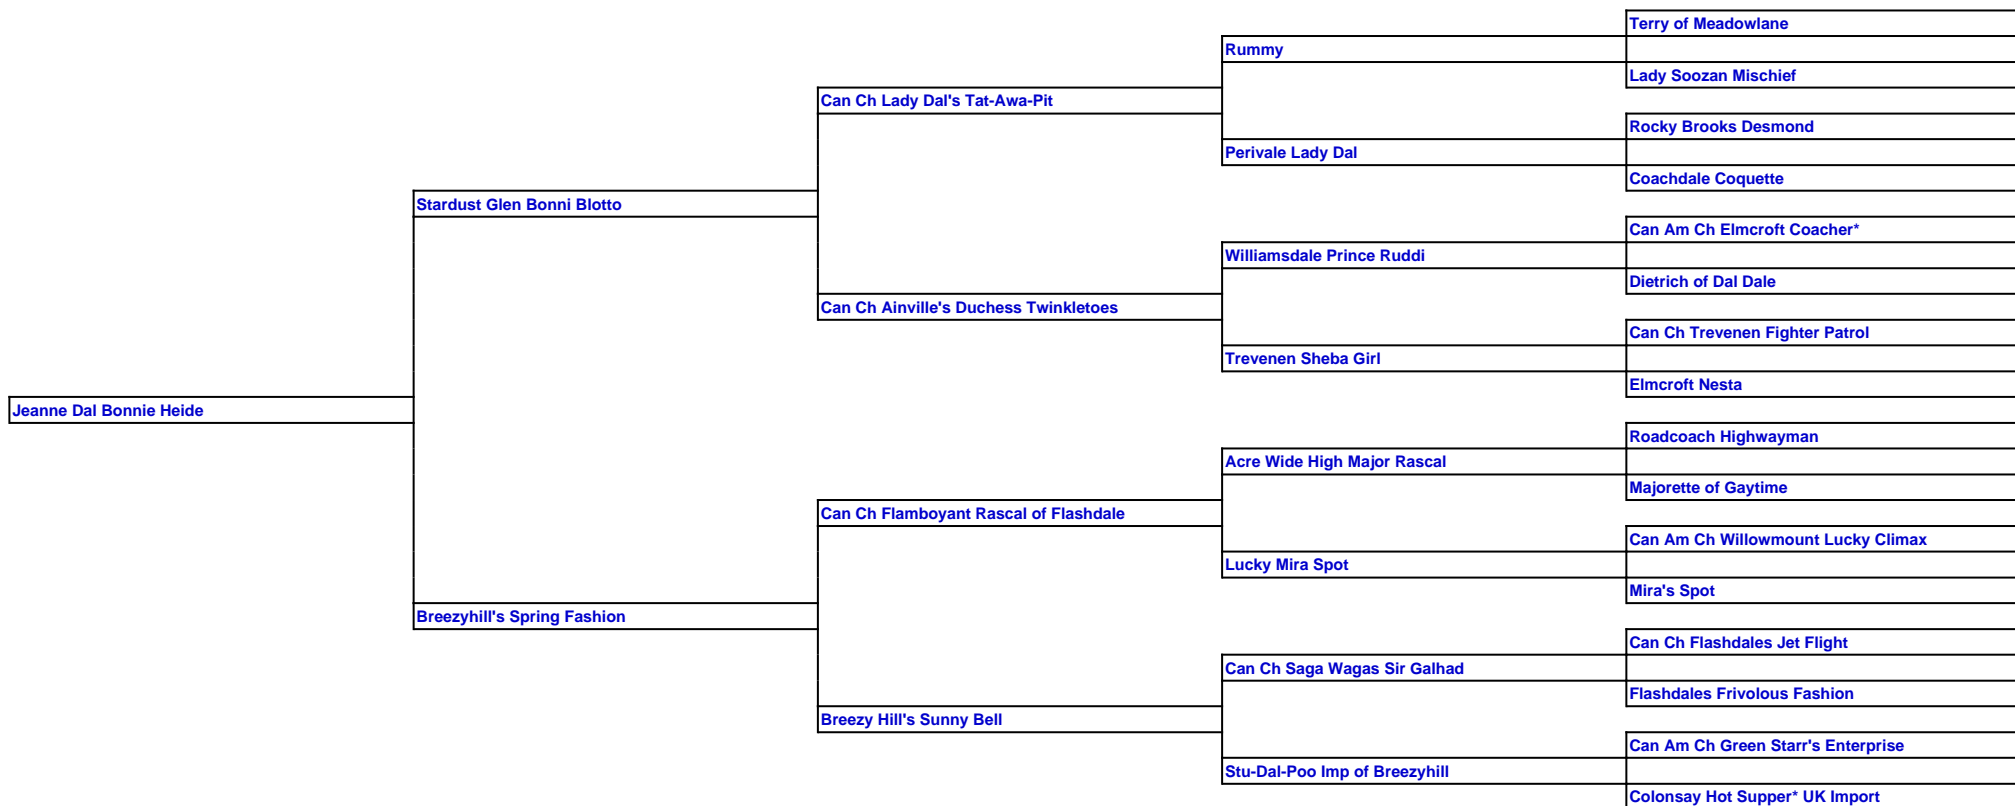 Terry of Meadowlane
Rummy
Lady Soozan Mischief
Can Ch Lady Dal's Tat-Awa-Pit
Rocky Brooks Desmond
Perivale Lady Dal
Coachdale Coquette
Stardust Glen Bonni Blotto
Can Am Ch Elmcroft Coacher*
Williamsdale Prince Ruddi
Dietrich of Dal Dale
Can Ch Ainville's Duchess Twinkletoes
Can Ch Trevenen Fighter Patrol
Trevenen Sheba Girl
Elmcroft Nesta
Jeanne Dal Bonnie Heide
Roadcoach Highwayman
Acre Wide High Major Rascal
Majorette of Gaytime
Can Ch Flamboyant Rascal of Flashdale
Can Am Ch Willowmount Lucky Climax
Lucky Mira Spot
Mira's Spot
Breezyhill's Spring Fashion
Can Ch Flashdales Jet Flight
Can Ch Saga Wagas Sir Galhad
Flashdales Frivolous Fashion
Breezy Hill's Sunny Bell
Can Am Ch Green Starr's Enterprise
Stu-Dal-Poo Imp of Breezyhill
Colonsay Hot Supper* UK Import